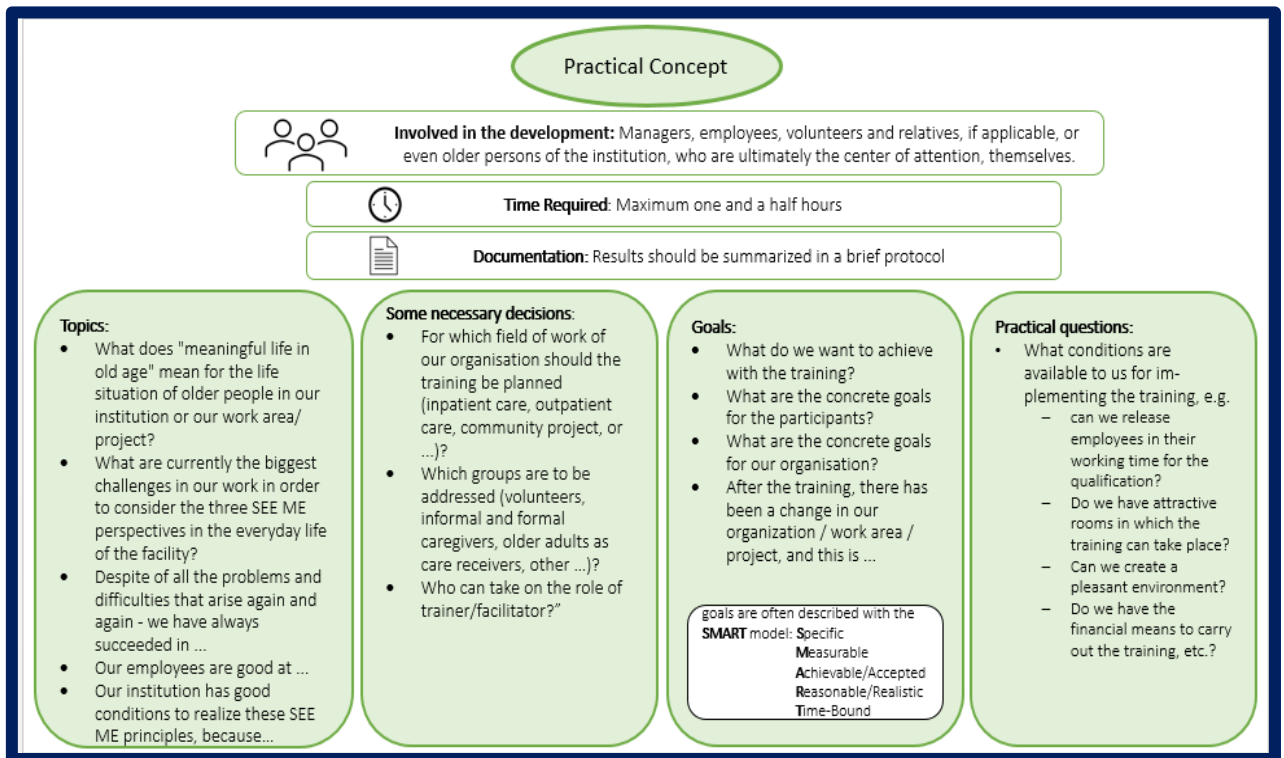 Practical Concept
Involved in the development: Managers, employees, volunteers and relatives, if applicable, or
even older persons of the institution, who are ultimately the center of attention, themselves.
Time Required: Maximum one and a half hours
Documentation: Results should be summarized in a brief protocol
Topics:
• What does "meaningful life in
old age" mean for the life
situation of older people in our
institution or our work area/
project?
• What are currently the biggest
challenges in our work in order
to consider the three SEE ME
perspectives in the everyday life
of the facility?
• Despite of all the problems and
difficulties that arise again and
again - we have always
succeeded in ...
• Our employees are good at ...
• Our institution has good
conditions to realize these SEE
ME principles, because...
Some necessary decisions:
• For which field of work of
our organisation should the
training be planned
(inpatient care, outpatient
care, community project, or
...)?
• Which groups are to be
addressed (volunteers,
informal and formal
caregivers, older adults as
care receivers, other ...)?
• Who can take on the role of
trainer/facilitator?”
Goals:
• What do we want to achieve
with the training?
• What are the concrete goals
for the participants?
• What are the concrete goals
for our organisation?
• After the training, there has
been a change in our
organization / work area /
project, and this is ...
goals are often described with the
SMART model: Specific
Measurable
Achievable/Accepted
Reasonable/Realistic
Time-Bound
Practical questions:
• What conditions are
available to us for im-
plementing the training, e.g.
– can we release
employees in their
working time for the
qualification?
– Do we have attractive
rooms in which the
training can take place?
– Can we create a
pleasant environment?
– Do we have the
financial means to carry
out the training, etc.?